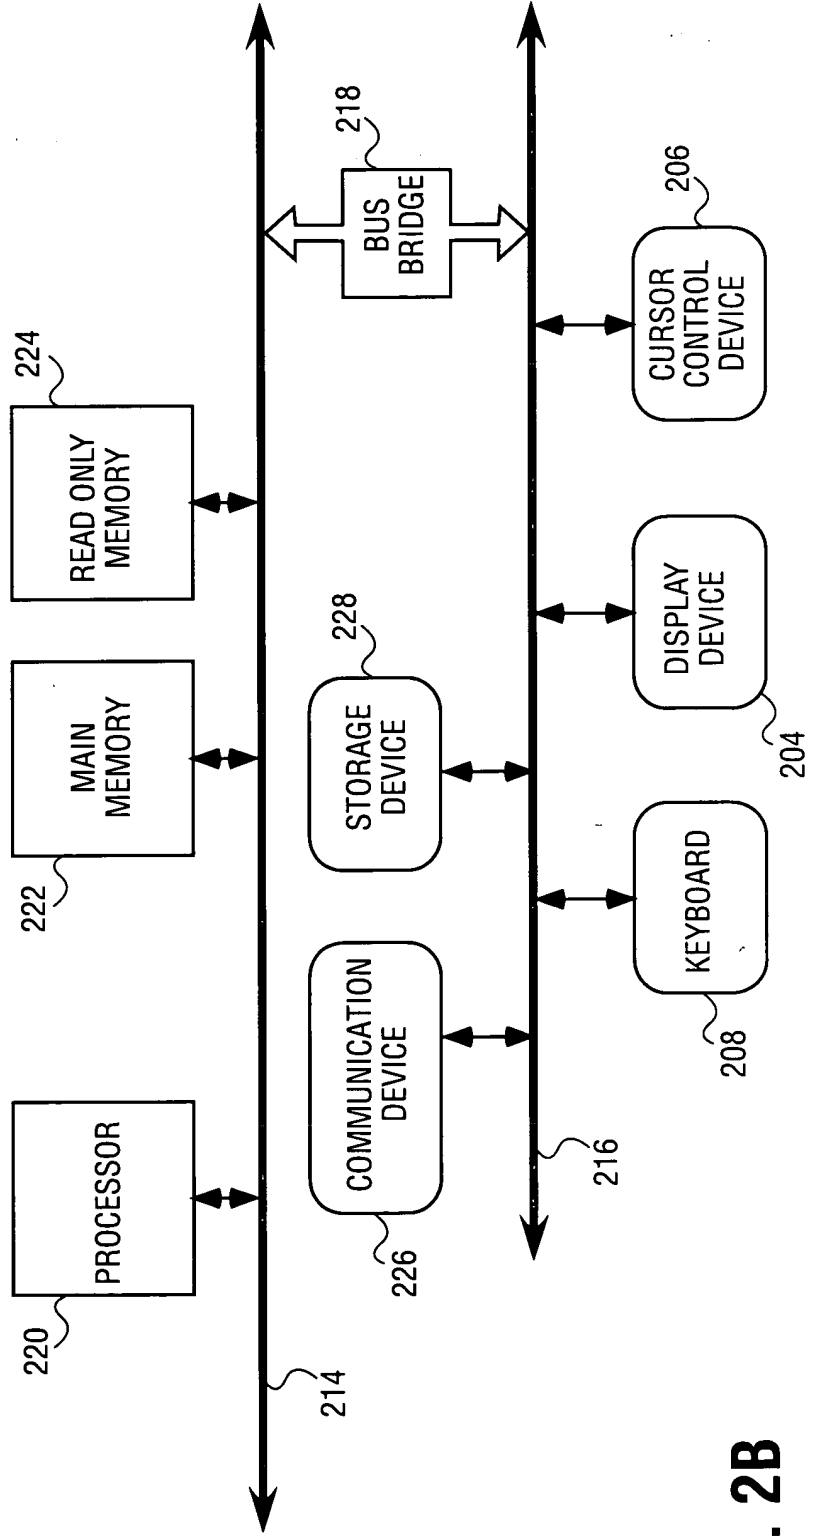 220
PROCESSOR
222
MAIN
MEMORY
READ ONLY
MEMORY
224
214
226
COMMUNICATION
DEVICE
STORAGE
DEVICE
228
BUS
BRIDGE
218
216
208
KEYBOARD
204
DISPLAY
DEVICE
CURSOR
CONTROL
DEVICE
206
. 2B